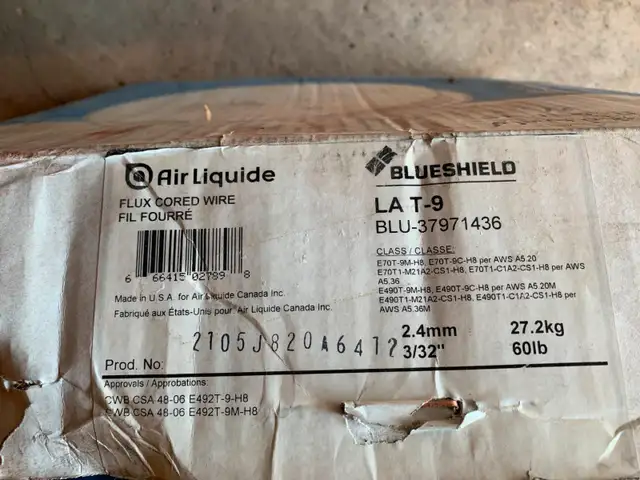 Air Liquide
FLUX CORED WIRE
FIL FOURRÉ
6 66415 02789 8
Made in U.S.A. for Air Liquide Canada Inc.
Fabriqué aux États-Unis pour Air Liquide Canada Inc.
BLUESHIELD
LA T-9
BLU-37971436
CLASS / CLASSE:
E70T-9M-H8, E70T-9C-H8 per AWS A5.20
E70T1-M21A2-CS1-H8, E70T1-C1A2-CS1-H8 per AWS
A5.36
E490T-9M-H8, E490T-9C-H8 per AWS A5.20M
E490T1-M21A2-CS1-H8, E490T1-C1A2-CS1-H8 per
AWS A5.36M
2.4mm 27.2kg
3/32" 60lb
2105J820A6412
Prod. No:
Approvals / Approbations:
CWB CSA 48-06 E492T-9-H8
CWB CSA 48-06 E492T-9M-H8